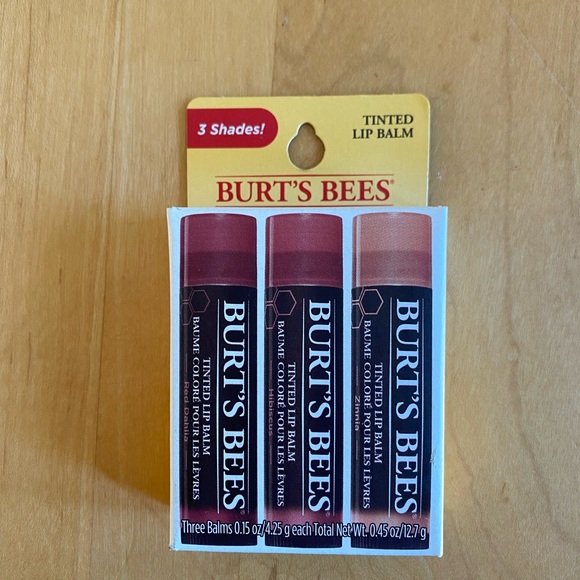 3 Shades!
TINTED
LIP BALM
BURT'S BEES®
BURT'S BEES®
TINTED LIP BALM
BAUME COLORÉ POUR LES LÈVRES
Red Dahlia
BURT'S BEES®
TINTED LIP BALM
BAUME COLORÉ POUR LES LÈVRES
Hibiscus
BURT'S BEES®
TINTED LIP BALM
BAUME COLORÉ POUR LES LÈVRES
Zinnia
Three Balms 0.15 oz/4.25 g each Total Net Wt. 0.45 oz/12.7 g